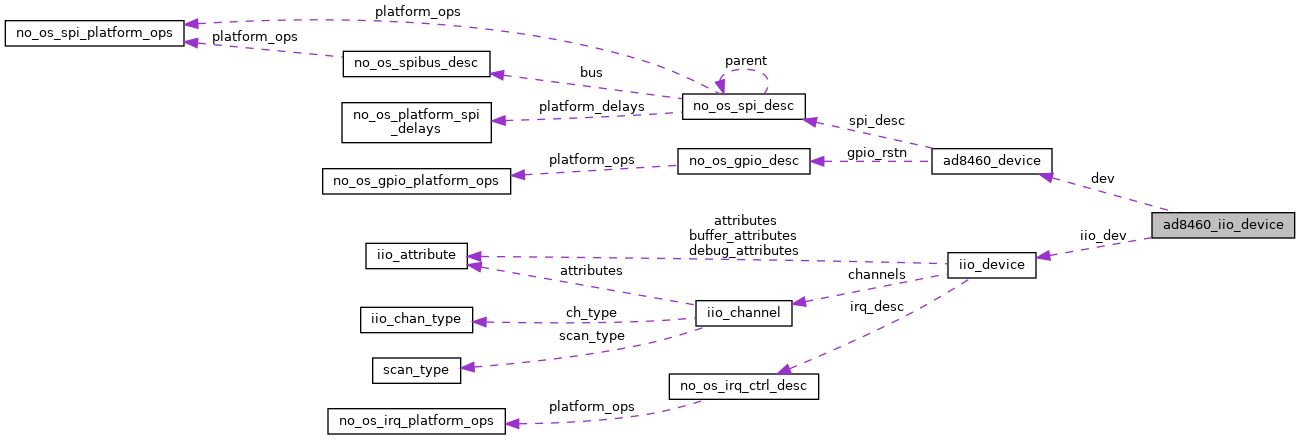 platform_ops
no_os_spi_platform_ops
platform_ops
no_os_spibus_desc
parent
bus
no_os_platform_spi
_delays
platform_delays
no_os_spi_desc
spi_desc
no_os_gpio_platform_ops
platform_ops
no_os_gpio_desc
gpio_rstn
ad8460_device
dev
ad8460_iio_device
attributes
buffer_attributes
debug_attributes
iio_dev
iio_attribute
attributes
channels
iio_device
irq_desc
iio_chan_type
ch_type
iio_channel
scan_type
scan_type
no_os_irq_ctrl_desc
platform_ops
no_os_irq_platform_ops